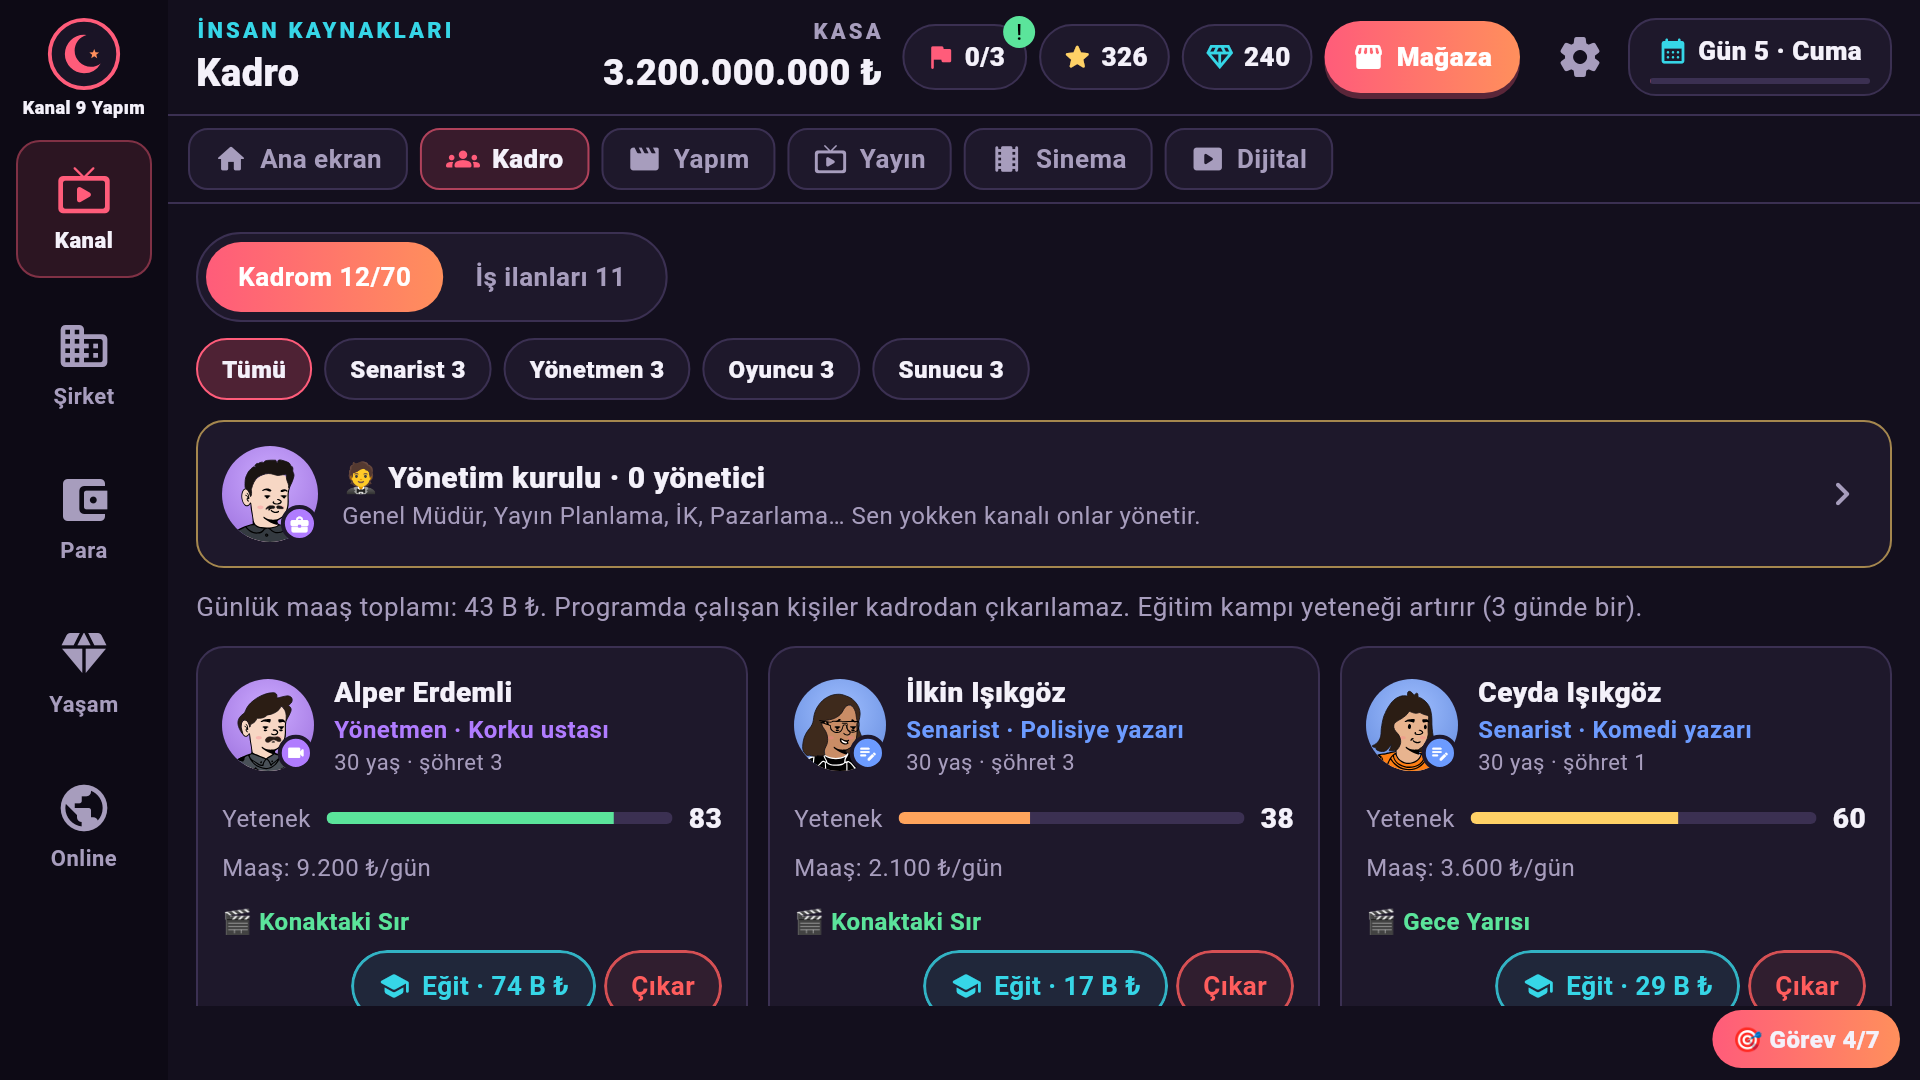 İNSAN KAYNAKLARI
Kadro
KASA
3.200.000.000 ₺
!
0/3
326
240
Mağaza
Gün 5 · Cuma
Kanal 9 Yapım
Kanal
Şirket
Para
Yaşam
Online
Ana ekran
Kadro
Yapım
Yayın
Sinema
Dijital
Kadrom 12/70
İş ilanları 11
Tümü
Senarist 3
Yönetmen 3
Oyuncu 3
Sunucu 3
Yönetim kurulu · 0 yönetici
Genel Müdür, Yayın Planlama, İK, Pazarlama… Sen yokken kanalı onlar yönetir.
Günlük maaş toplamı: 43 B ₺. Programda çalışan kişiler kadrodan çıkarılamaz. Eğitim kampı yeteneği artırır (3 günde bir).
Alper Erdemli
Yönetmen · Korku ustası
30 yaş · şöhret 3
Yetenek 83
Maaş: 9.200 ₺/gün
Konaktaki Sır
Eğit · 74 B ₺
Çıkar
İlkin Işıkgöz
Senarist · Polisiye yazarı
30 yaş · şöhret 3
Yetenek 38
Maaş: 2.100 ₺/gün
Konaktaki Sır
Eğit · 17 B ₺
Çıkar
Ceyda Işıkgöz
Senarist · Komedi yazarı
30 yaş · şöhret 1
Yetenek 60
Maaş: 3.600 ₺/gün
Gece Yarısı
Eğit · 29 B ₺
Çıkar
Görev 4/7